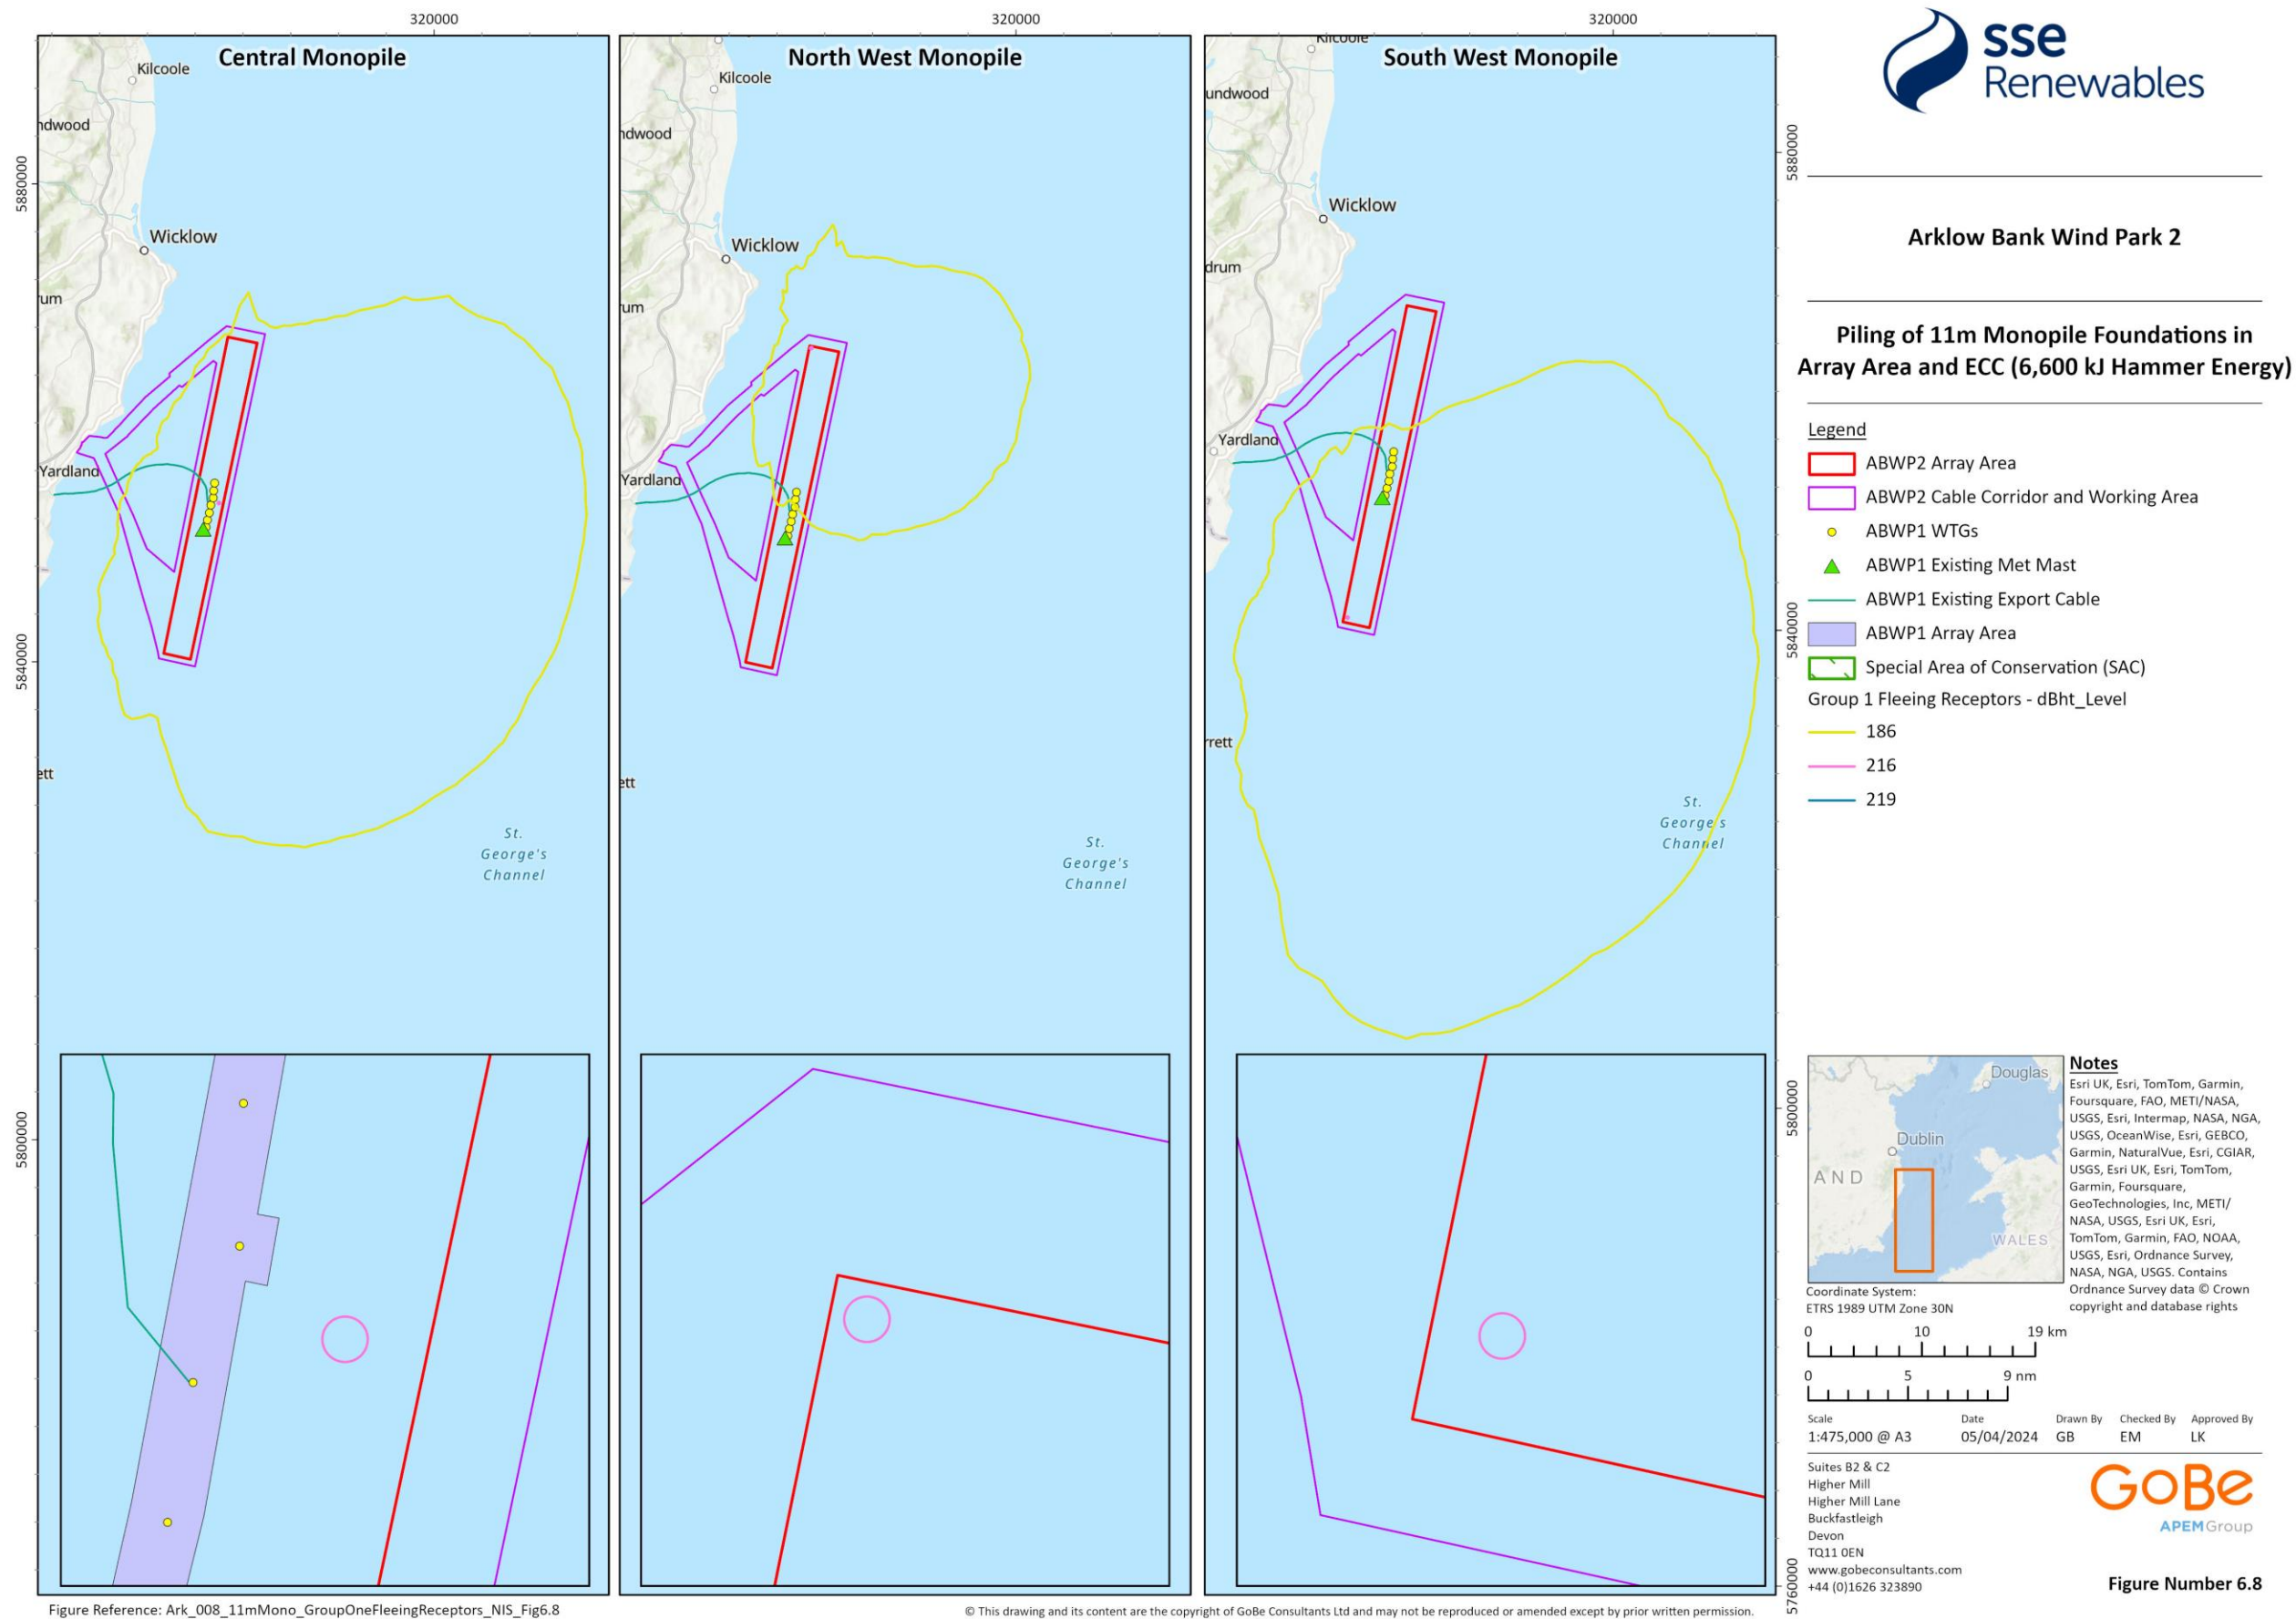 320000
320000
320000
Central Monopile
Kilcoole
ndwood
Wicklow
um
Yardland
ett
St.
George's
Channel
5880000
5840000
5800000
North West Monopile
Kilcoole
ndwood
Wicklow
um
Yardland
ett
St.
George's
Channel
South West Monopile
Kilcoole
undwood
Wicklow
drum
Yardland
rrett
St.
George's
Channel
5880000
5840000
5800000
5760000
sse
Renewables
Arklow Bank Wind Park 2
Piling of 11m Monopile Foundations in
Array Area and ECC (6,600 kJ Hammer Energy)
Legend
ABWP2 Array Area
ABWP2 Cable Corridor and Working Area
ABWP1 WTGs
ABWP1 Existing Met Mast
ABWP1 Existing Export Cable
ABWP1 Array Area
Special Area of Conservation (SAC)
Group 1 Fleeing Receptors - dBht_Level
186
216
219
Douglas
Dublin
AND
WALES
Notes
Esri UK, Esri, TomTom, Garmin,
Foursquare, FAO, METI/NASA,
USGS, Esri, Intermap, NASA, NGA,
USGS, OceanWise, Esri, GEBCO,
Garmin, NaturalVue, Esri, CGIAR,
USGS, Esri UK, Esri, TomTom,
Garmin, Foursquare,
GeoTechnologies, Inc, METI/
NASA, USGS, Esri UK, Esri,
TomTom, Garmin, FAO, NOAA,
USGS, Esri, Ordnance Survey,
NASA, NGA, USGS. Contains
Ordnance Survey data © Crown
copyright and database rights
Coordinate System:
ETRS 1989 UTM Zone 30N
0 10 19 km
0 5 9 nm
Scale Date Drawn By Checked By Approved By
1:475,000 @ A3 05/04/2024 GB EM LK
Suites B2 & C2
Higher Mill
Higher Mill Lane
Buckfastleigh
Devon
TQ11 0EN
www.gobeconsultants.com
+44 (0)1626 323890
GoBe
APEMGroup
Figure Number 6.8
Figure Reference: Ark_008_11mMono_GroupOneFleeingReceptors_NIS_Fig6.8
© This drawing and its content are the copyright of GoBe Consultants Ltd and may not be reproduced or amended except by prior written permission.